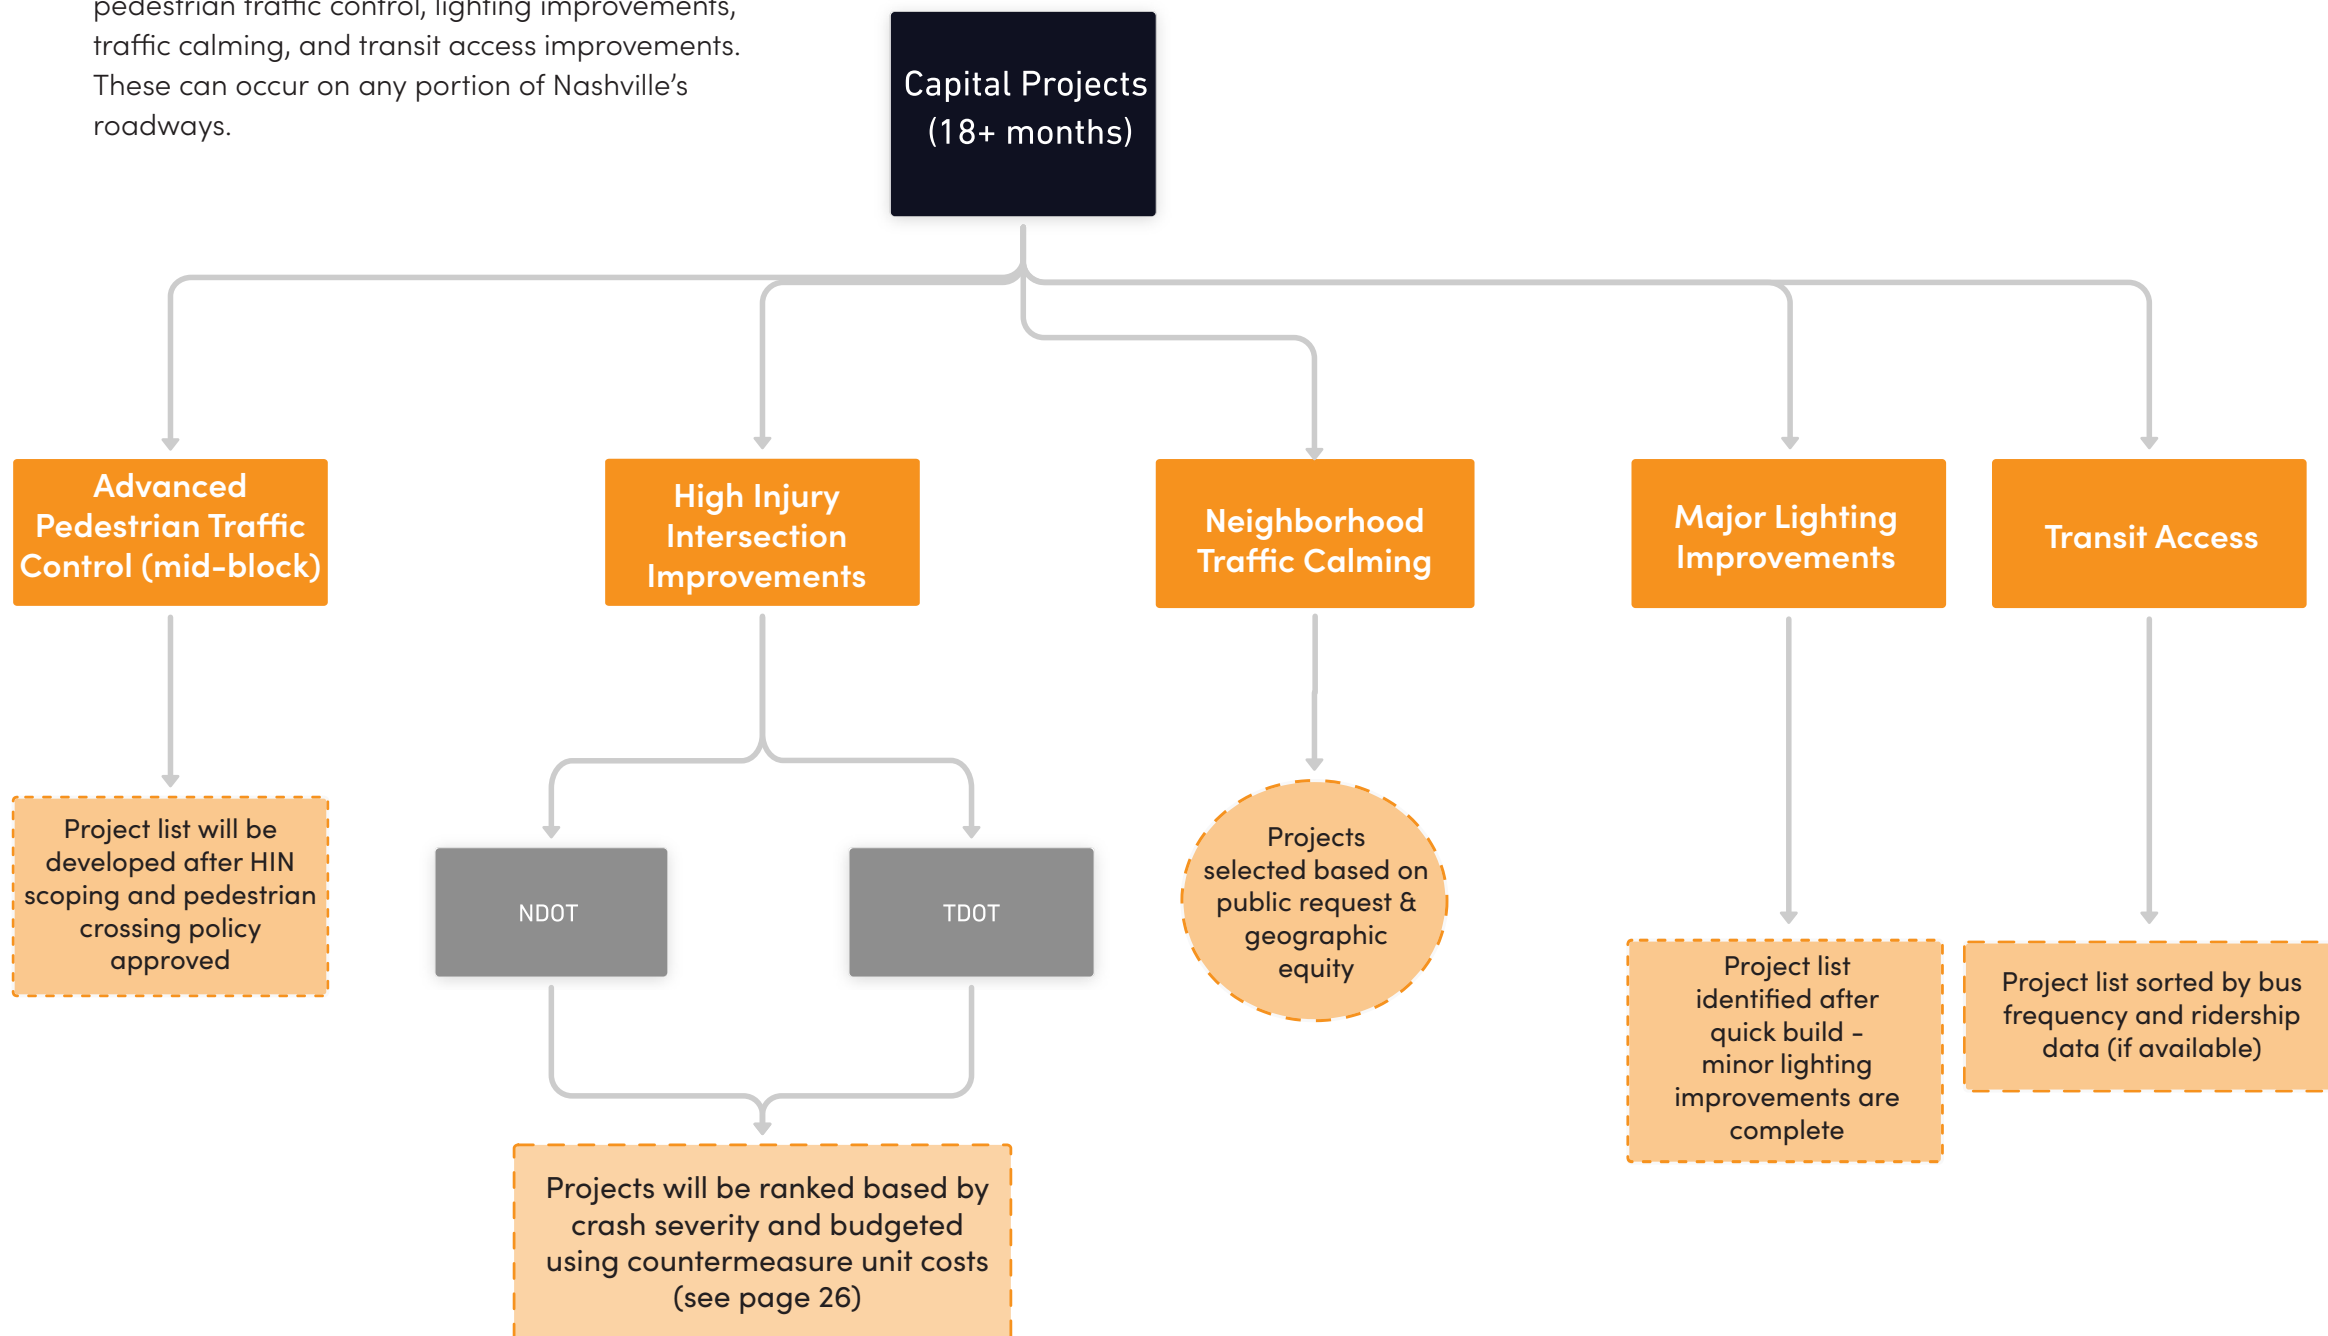 pedestrian traffic control, lighting improvements,
traffic calming, and transit access improvements.
These can occur on any portion of Nashville's
roadways.
Capital Projects
(18+ months)
Advanced
Pedestrian Traffic
Control (mid-block)
High Injury
Intersection
Improvements
Neighborhood
Traffic Calming
Major Lighting
Improvements
Transit Access
Project list will be
developed after HIN
scoping and pedestrian
crossing policy
approved
NDOT
TDOT
Projects
selected based on
public request &
geographic
equity
Project list
identified after
quick build -
minor lighting
improvements are
complete
Project list sorted by bus
frequency and ridership
data (if available)
Projects will be ranked based by
crash severity and budgeted
using countermeasure unit costs
(see page 26)